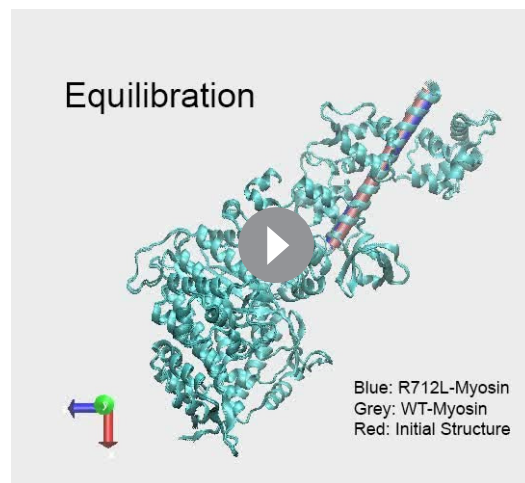 Equilibration
Blue: R712L-Myosin
Grey: WT-Myosin
Red: Initial Structure